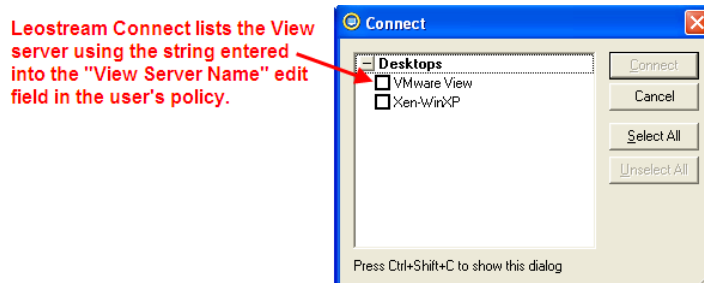 Leostream Connect lists the View
server using the string entered
into the "View Server Name" edit
field in the user's policy.
Connect
Desktops
VMware View
Xen-WinXP
Connect
Cancel
Select All
Unselect All
Press Ctrl+Shift+C to show this dialog